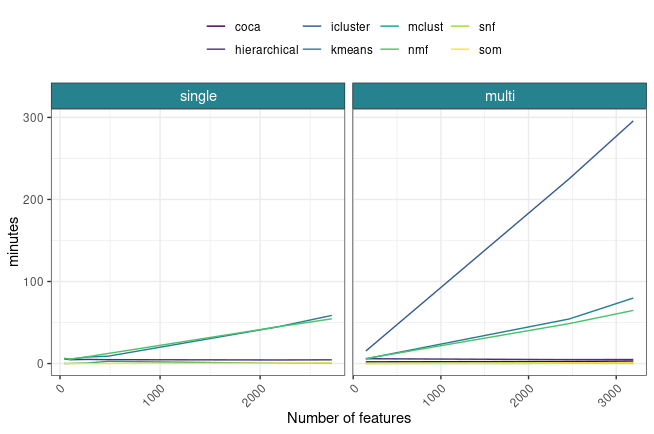 coca icluster mclust snf
hierarchical kmeans nmf som
single multi
300
200
100
0
minutes
0 1000 2000 0 1000 2000 3000
Number of features